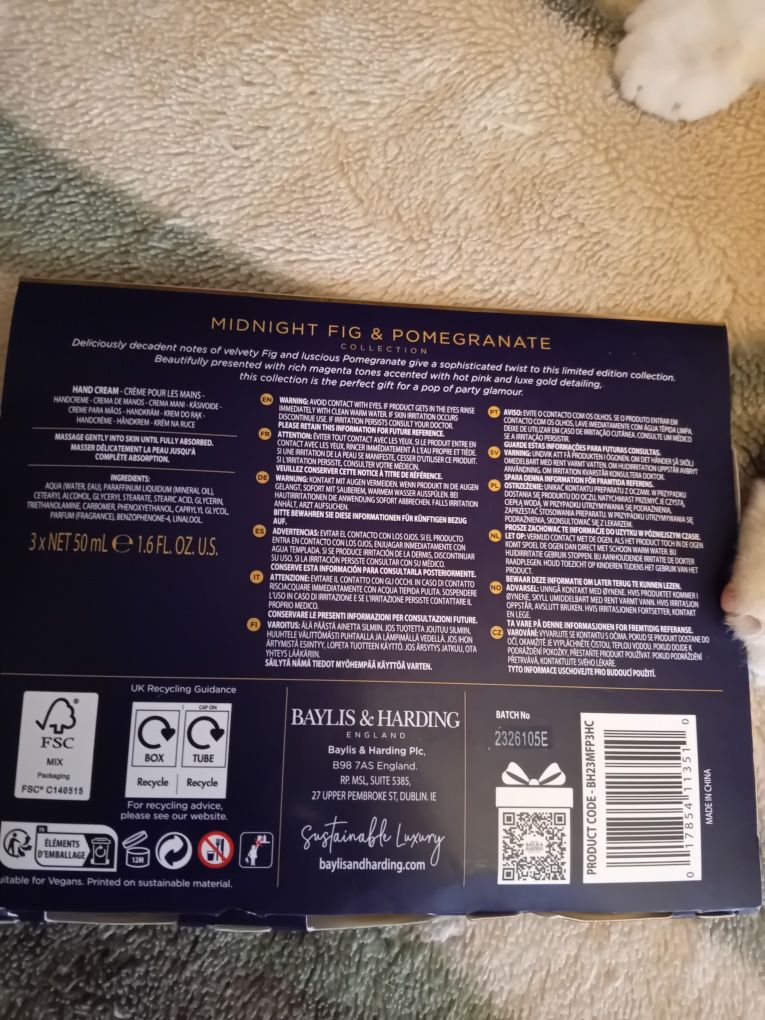 MIDNIGHT FIG & POMEGRANATE
COLLECTION
Deliciously decadent notes of velvety Fig and luscious Pomegranate give a sophisticated twist to this limited edition collection.
Beautifully presented with rich magenta tones accented with hot pink and luxe gold detailing,
this collection is the perfect gift for a pop of party glamour.
HAND CREAM - CRÈME POUR LES MAINS -
HANDCREME - CREMA DE MANOS - CREMA MANI - KÄSIVOIDE -
CREME PARA MÃOS - HANDKRÄM - KREM DO RĄK -
HANDCRÈME - HÅNDKREM - KRÉM NA RUCE
MASSAGE GENTLY INTO SKIN UNTIL FULLY ABSORBED.
MASSER DÉLICATEMENT LA PEAU JUSQU'À
COMPLETE ABSORPTION.
INGREDIENTS:
AQUA (WATER, EAU), PARAFFINUM LIQUIDUM (MINERAL OIL),
CETEARYL ALCOHOL, GLYCERYL STEARATE, STEARIC ACID, GLYCERIN,
TRIETHANOLAMINE, CARBOMER, PHENOXYETHANOL, CAPRYLYL GLYCOL,
PARFUM (FRAGRANCE), BENZOPHENONE-4, LINALOOL.
3 x NET 50 mL ℮ 1.6 FL. OZ. U.S.
EN WARNING: AVOID CONTACT WITH EYES. IF PRODUCT GETS IN THE EYES RINSE
IMMEDIATELY WITH CLEAN WARM WATER. IF SKIN IRRITATION OCCURS
DISCONTINUE USE. IF IRRITATION PERSISTS CONSULT YOUR DOCTOR.
PLEASE RETAIN THIS INFORMATION FOR FUTURE REFERENCE.
FR ATTENTION: ÉVITER TOUT CONTACT AVEC LES YEUX. SI LE PRODUIT ENTRE EN
CONTACT AVEC LES YEUX, RINCER IMMÉDIATEMENT À L'EAU PROPRE ET TIÈDE.
SI UNE IRRITATION DE LA PEAU SE MANIFESTE, CESSER D'UTILISER CE PRODUIT.
SI L'IRRITATION PERSISTE, CONSULTER VOTRE MÉDECIN.
VEUILLEZ CONSERVER CETTE NOTICE À TITRE DE RÉFÉRENCE.
DE WARNUNG: KONTAKT MIT AUGEN VERMEIDEN. WENN PRODUKT IN DIE AUGEN
GELANGT, SOFORT MIT SAUBEREM, WARMEM WASSER AUSSPÜLEN. BEI
HAUTIRRITATIONEN DIE ANWENDUNG SOFORT ABBRECHEN. FALLS IRRITATION
ANHÄLT, ARZT AUFSUCHEN.
BITTE BEWAHREN SIE DIESE INFORMATIONEN FÜR KÜNFTIGEN BEZUG
AUF.
ES ADVERTENCIAS: EVITAR EL CONTACTO CON LOS OJOS. SI EL PRODUCTO
ENTRA EN CONTACTO CON LOS OJOS, ENJUAGAR INMEDIATAMENTE CON
AGUA TEMPLADA. SI SE PRODUCE IRRITACIÓN DE LA DERMIS, DISCONTINUAR
SU USO. SI LA IRRITACIÓN PERSISTE CONSULTAR CON SU MÉDICO.
CONSERVE ESTA INFORMACIÓN PARA CONSULTARLA POSTERIORMENTE.
IT ATTENZIONE: EVITARE IL CONTATTO CON GLI OCCHI. IN CASO DI CONTATTO
RISCIACQUARE IMMEDIATAMENTE CON ACQUA TIEPIDA PULITA. SOSPENDERE
L'USO IN CASO DI IRRITAZIONE E SE L'IRRITAZIONE PERSISTE CONTATTARE IL
PROPRIO MEDICO.
CONSERVARE LE PRESENTI INFORMAZIONI PER CONSULTAZIONI FUTURE.
FI VAROITUS: ÄLÄ PÄÄSTÄ AINETTA SILMIIN. JOS TUOTETTA JOUTUU SILMIIN,
HUUHTELE VÄLITTÖMÄSTI PUHTAALLA JA LÄMPIMÄLLÄ VEDELLÄ. JOS IHON
ÄRTYMISTÄ ESIINTYY, LOPETA TUOTTEEN KÄYTTÖ. JOS ÄRSYTYS JATKUU, OTA
YHTEYS LÄÄKÄRIIN.
SÄILYTÄ NÄMÄ TIEDOT MYÖHEMPÄÄ KÄYTTÖÄ VARTEN.
PT AVISO: EVITE O CONTACTO COM OS OLHOS. SE O PRODUTO ENTRAR EM
CONTACTO COM OS OLHOS, LAVE IMEDIATAMENTE COM ÁGUA TÉPIDA LIMPA.
DEIXE DE UTILIZAR EM CASO DE IRRITAÇÃO CUTÂNEA. CONSULTE UM MÉDICO
SE A IRRITAÇÃO PERSISTIR.
GUARDE ESTAS INFORMAÇÕES PARA FUTURAS CONSULTAS.
SV VARNING: UNDVIK ATT FÅ PRODUKTEN I ÖGONEN. OM DET HÄNDER SÅ SKÖLJ
OMEDELBART MED RENT VARMT VATTEN. OM HUDIRRITATION UPPSTÅR AVBRYT
ANVÄNDNING. OM IRRITATION KVARSTÅR KONSULTERA DOKTOR.
SPARA DENNA INFORMATION FÖR FRAMTIDA REFERENS.
PL OSTRZEŻENIE: UNIKAĆ KONTAKTU PREPARATU Z OCZAMI. W PRZYPADKU
DOSTANIA SIĘ PRODUKTU DO OCZU, NATYCHMIAST PRZEMYĆ JE CZYSTĄ,
CIEPŁĄ WODĄ. W PRZYPADKU UTRZYMYWANIA SIĘ PODRAŻNIENIA,
ZAPRZESTAĆ STOSOWANIA PREPARATU. W PRZYPADKU UTRZYMYWANIA SIĘ
PODRAŻNIENIA, SKONSULTOWAĆ SIĘ Z LEKARZEM.
PROSZE ZACHOWAĆ TE INFORMACJE DO UŻYTKU W PÓŹNIEJSZYM CZASIE.
NL LET OP: VERMIJD CONTACT MET DE OGEN. ALS HET PRODUCT TOCH IN DE OGEN
KOMT SPOEL DE OGEN DAN DIRECT MET SCHOON WARM WATER. BIJ
HUIDIRRITATIE GEBRUIK STOPPEN. BIJ AANHOUDENDE IRRITATIE DE DOKTER
RAADPLEGEN. HOUD TOEZICHT OP KINDEREN TIJDENS HET GEBRUIK VAN HET
PRODUCT.
BEWAAR DEZE INFORMATIE OM LATER TERUG TE KUNNEN LEZEN.
NO ADVARSEL: UNNGÅ KONTAKT MED ØYNENE. HVIS PRODUKTET KOMMER I
ØYNENE, SKYLL UMIDDELBART MED RENT VARMT VANN. HVIS IRRITASJON
OPPSTÅR, AVSLUTT BRUKEN. HVIS IRRITASJONEN FORTSETTER, KONTAKT
EN LEGE.
TA VARE PÅ DENNE INFORMASJONEN FOR FREMTIDIG REFERANSE.
CZ VAROVÁNÍ: VYVARUJTE SE KONTAKTU S OČIMA. POKUD SE PRODUKT DOSTANE DO
OČÍ, OKAMŽITĚ JE VYPLÁCHNĚTE ČISTOU, TEPLOU VODOU. POKUD DOJDE K
PODRÁŽDĚNÍ POKOŽKY, PŘESTAŇTE PRODUKT POUŽÍVAT. POKUD PODRÁŽDĚNÍ
PŘETRVÁVÁ, KONTAKTUJTE SVÉHO LÉKAŘE.
TYTO INFORMACE USCHOVEJTE PRO BUDOUCÍ POUŽITÍ.
FSC
MIX
Packaging
FSC® C140515
UK Recycling Guidance
BOX
Recycle
CAP ON
TUBE
Recycle
For recycling advice,
please see our website.
ÉLÉMENTS
D'EMBALLAGE
12M
uitable for Vegans. Printed on sustainable material.
BAYLIS & HARDING
ENGLAND
Baylis & Harding Plc,
B98 7AS England.
RP. MSL, SUITE 5385,
27 UPPER PEMBROKE ST, DUBLIN. IE
Sustainable Luxury
baylisandharding.com
BATCH No
2326105E
PRODUCT CODE - BH23MFP3HC
0 17854 11351 0
MADE IN CHINA